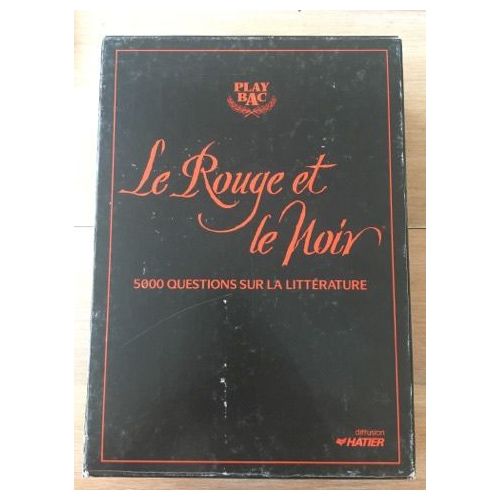 PLAY
BAC
Le Rouge et
le Noir
5000 QUESTIONS SUR LA LITTÉRATURE
diffusion
HATIER